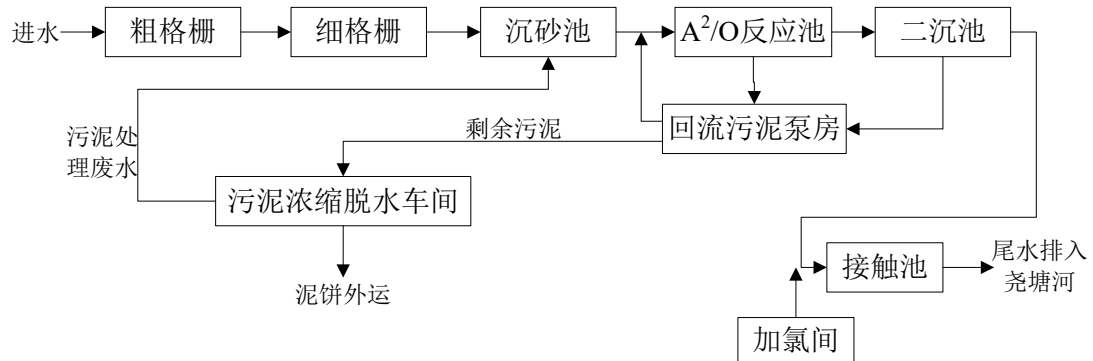 进水
粗格栅
细格栅
沉砂池
A²/O反应池
二沉池
污泥处
理废水
剩余污泥
回流污泥泵房
污泥浓缩脱水车间
泥饼外运
接触池
尾水排入
尧塘河
加氯间